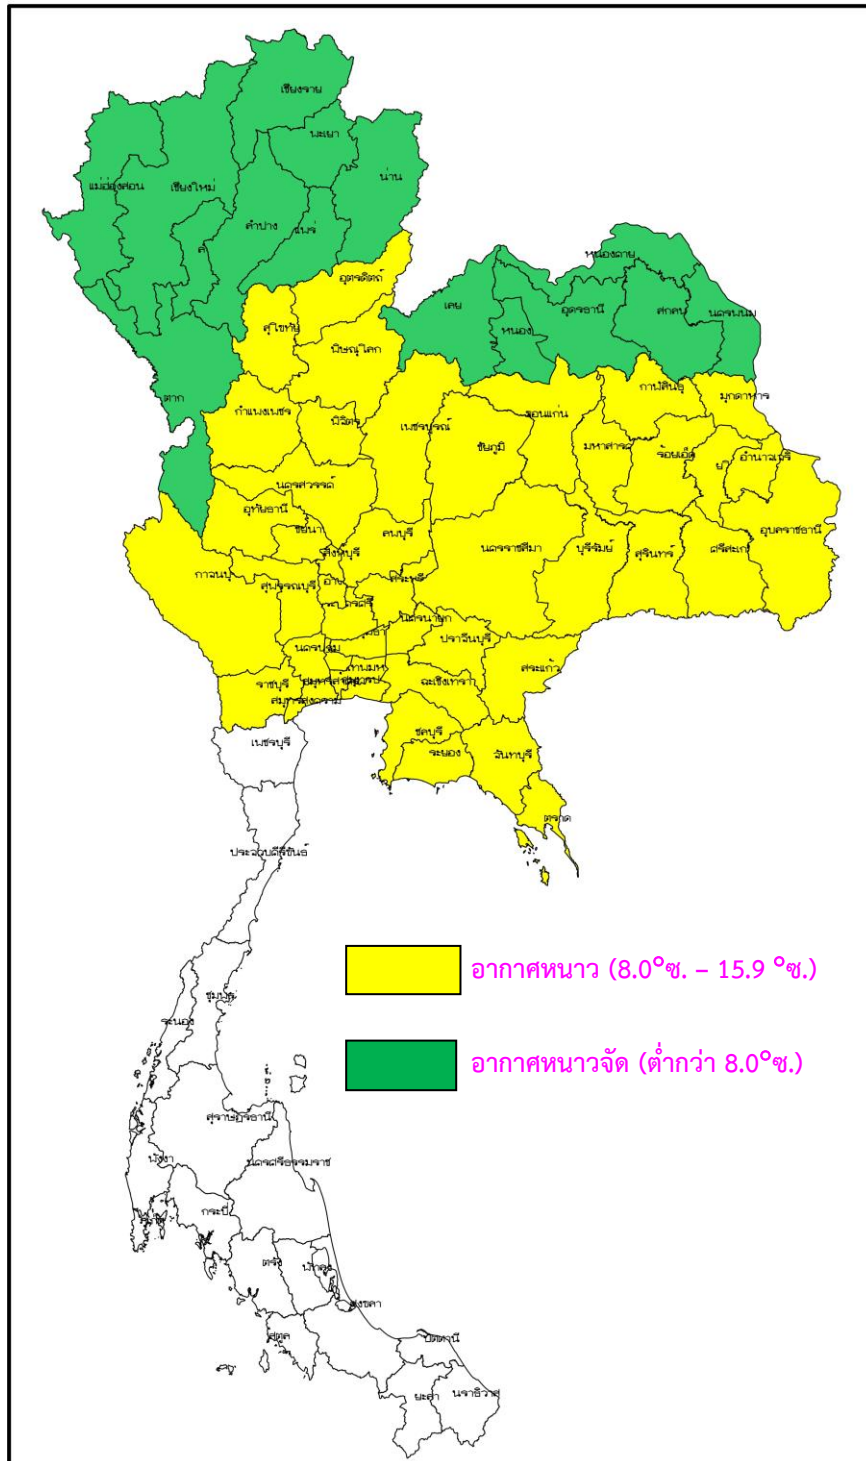 เชียงราย
พะเยา
น่าน
แม่ฮ่องสอน
เชียงใหม่
ลำปาง
แพร่
อุตรดิตถ์
หนองคาย
เลย
อุดรธานี
หนอง
สกลน
นครพนม
สุโขทัย
พิษณุโลก
ตาก
กำแพงเพชร
พิจิตร
เพชรบูรณ์
ขอนแก่น
กาฬสินธุ์
มุกดาหาร
ชัยภูมิ
มหาสารค
ร้อยเอ็ด
ย
อำนาจเจริ
นครสวรรค์
อุทัยธานี
ชัยนา
อุบลราชธานี
ลพบุรี
สิงห์บุรี
นครราชสีมา
บุรีรัมย์
สุรินทร์
ศรีสะเก
กาจนบุ
สุพรรณบุรี
อ่าง
สระบุรี
นครนายก
ปราจีนบุรี
นครปฐม
สระแก้ว
ราชบุรี
ฉะเชิงเทรา
สมุทรสงคราม
ชลบุรี
ระยอง
จันทบุรี
เพชรบุรี
ตราด
ประจวบคีรีขันธ์
อากาศหนาว (8.0°ซ. – 15.9 °ซ.)
ชุมพร
ระนอง
อากาศหนาวจัด (ต่ำกว่า 8.0°ซ.)
สุราษฎร์ธานี
พังงา
นครศรีธรรมราช
กระบี่
ภูเก็ต
ตรัง
พัทลุง
สงขลา
สตูล
ปัตตานี
ยะลา
นราธิวาส